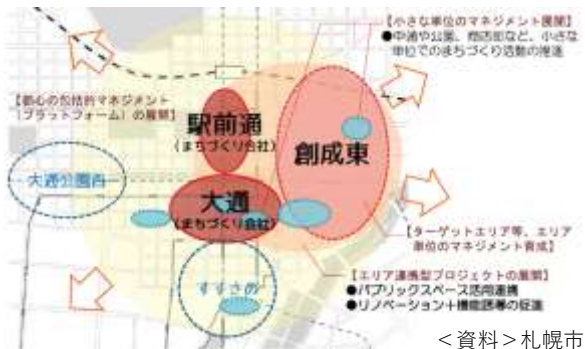 【小さな単位のマネジメント展開】
●中通や公園、商店街など、小さな
単位でのまちづくり活動の推進
【都心の包括的マネジメント
(プラットフォーム)の展開】
駅前通
(まちづくり会社)
創成東
大通公園西
大通
(まちづくり会社)
【ターゲットエリア等、エリア
単位のマネジメント育成】
すすきの
【エリア連携型プロジェクトの展開】
●パブリックスペース活用連携
●リノベーション+機能誘導の促進
＜資料＞札幌市